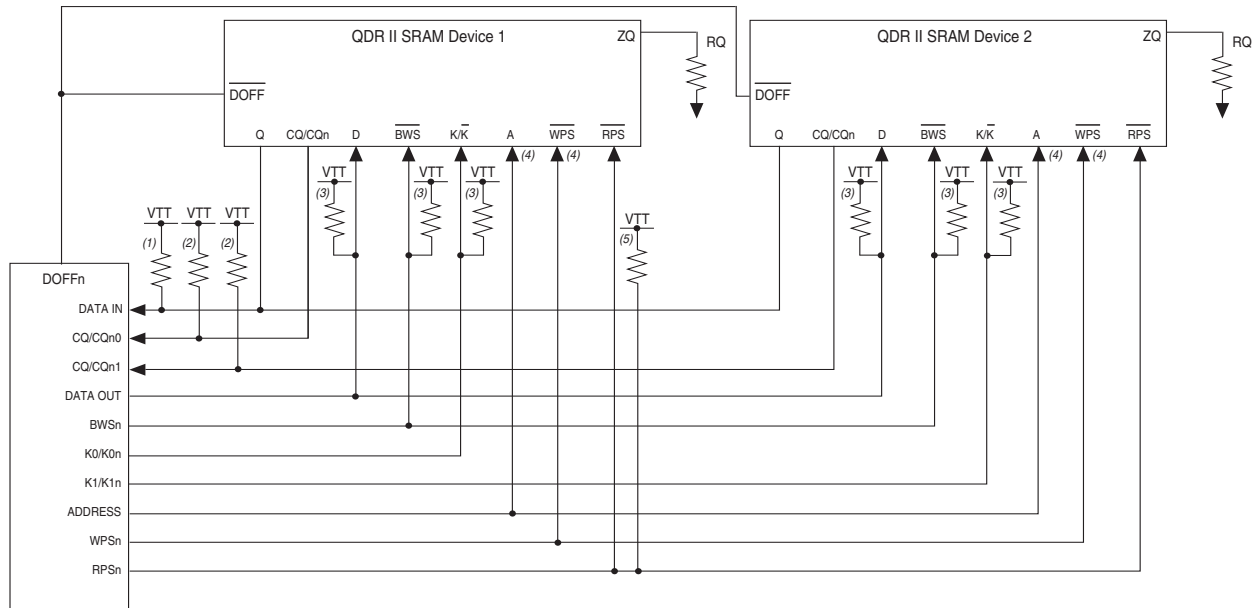 QDR II SRAM Device 1 ZQ RQ
QDR II SRAM Device 2 ZQ RQ
DOFF
DOFF
Q CQ/CQn D BWS K/K A WPS RPS
Q CQ/CQn D BWS K/K A WPS RPS
(4) (4)
(4) (4)
VTT VTT VTT
(3) (3) (3)
VTT VTT VTT
(3) (3) (3)
VTT VTT VTT
(1) (2) (2)
VTT
(5)
DOFFn
DATA IN
CQ/CQn0
CQ/CQn1
DATA OUT
BWSn
K0/K0n
K1/K1n
ADDRESS
WPSn
RPSn